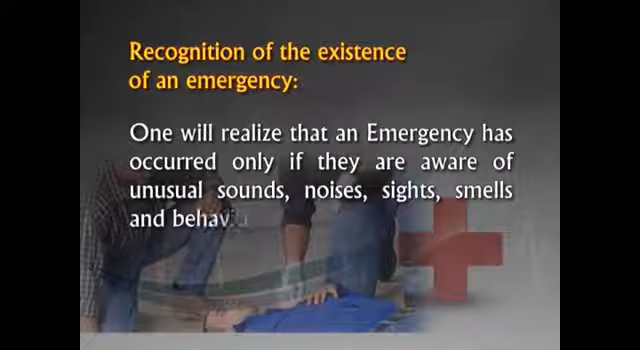 Recognition of the existence
of an emergency:
One will realize that an Emergency has
occurred only if they are aware of
unusual sounds, noises, sights, smells
and behav